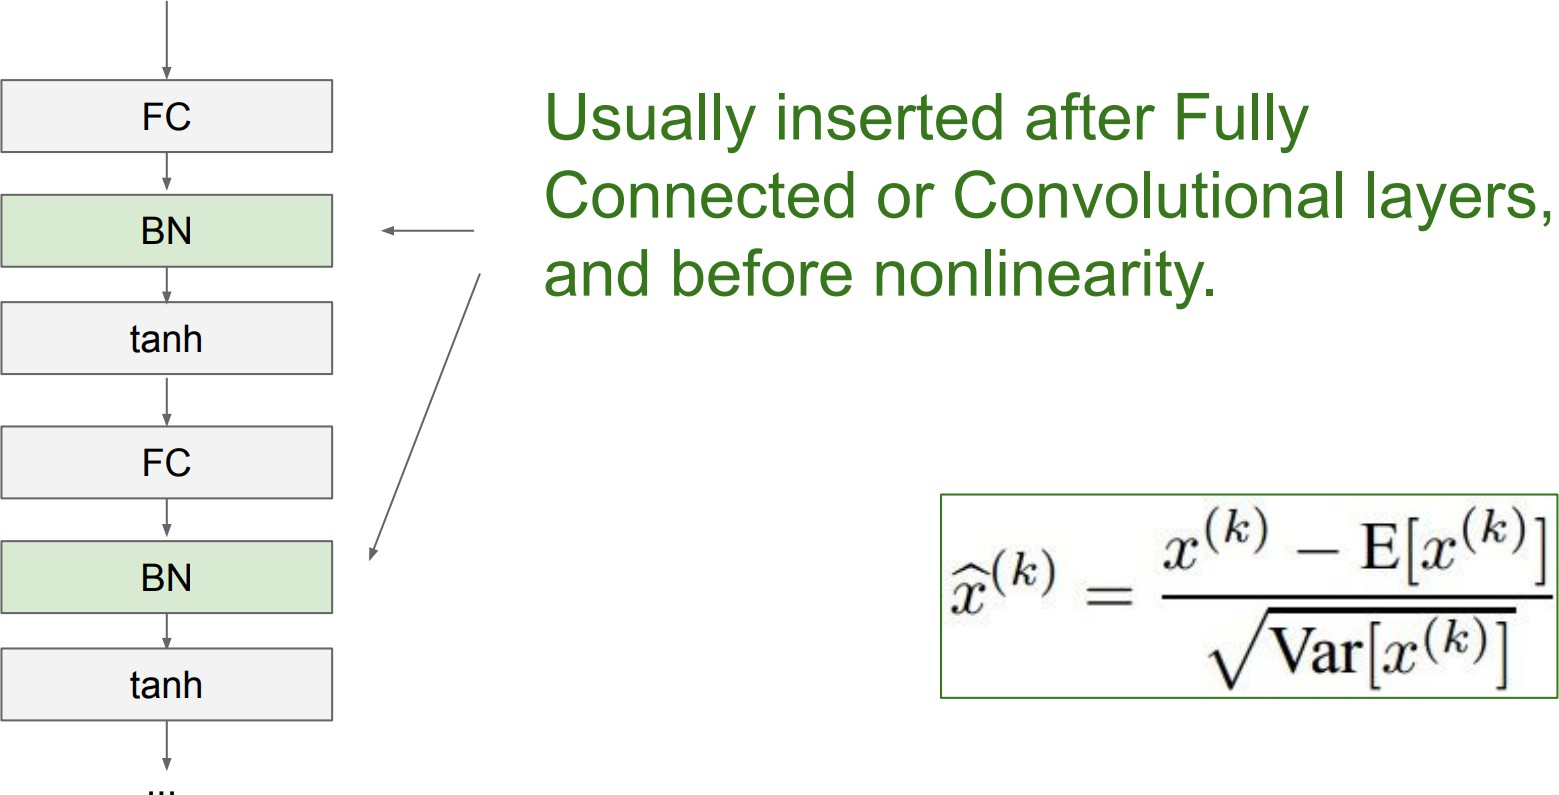 FC
BN
tanh
FC
BN
tanh
...
Usually inserted after Fully
Connected or Convolutional layers,
and before nonlinearity.
x̂^(k) = (x^(k) − E[x^(k)]) / √Var[x^(k)]